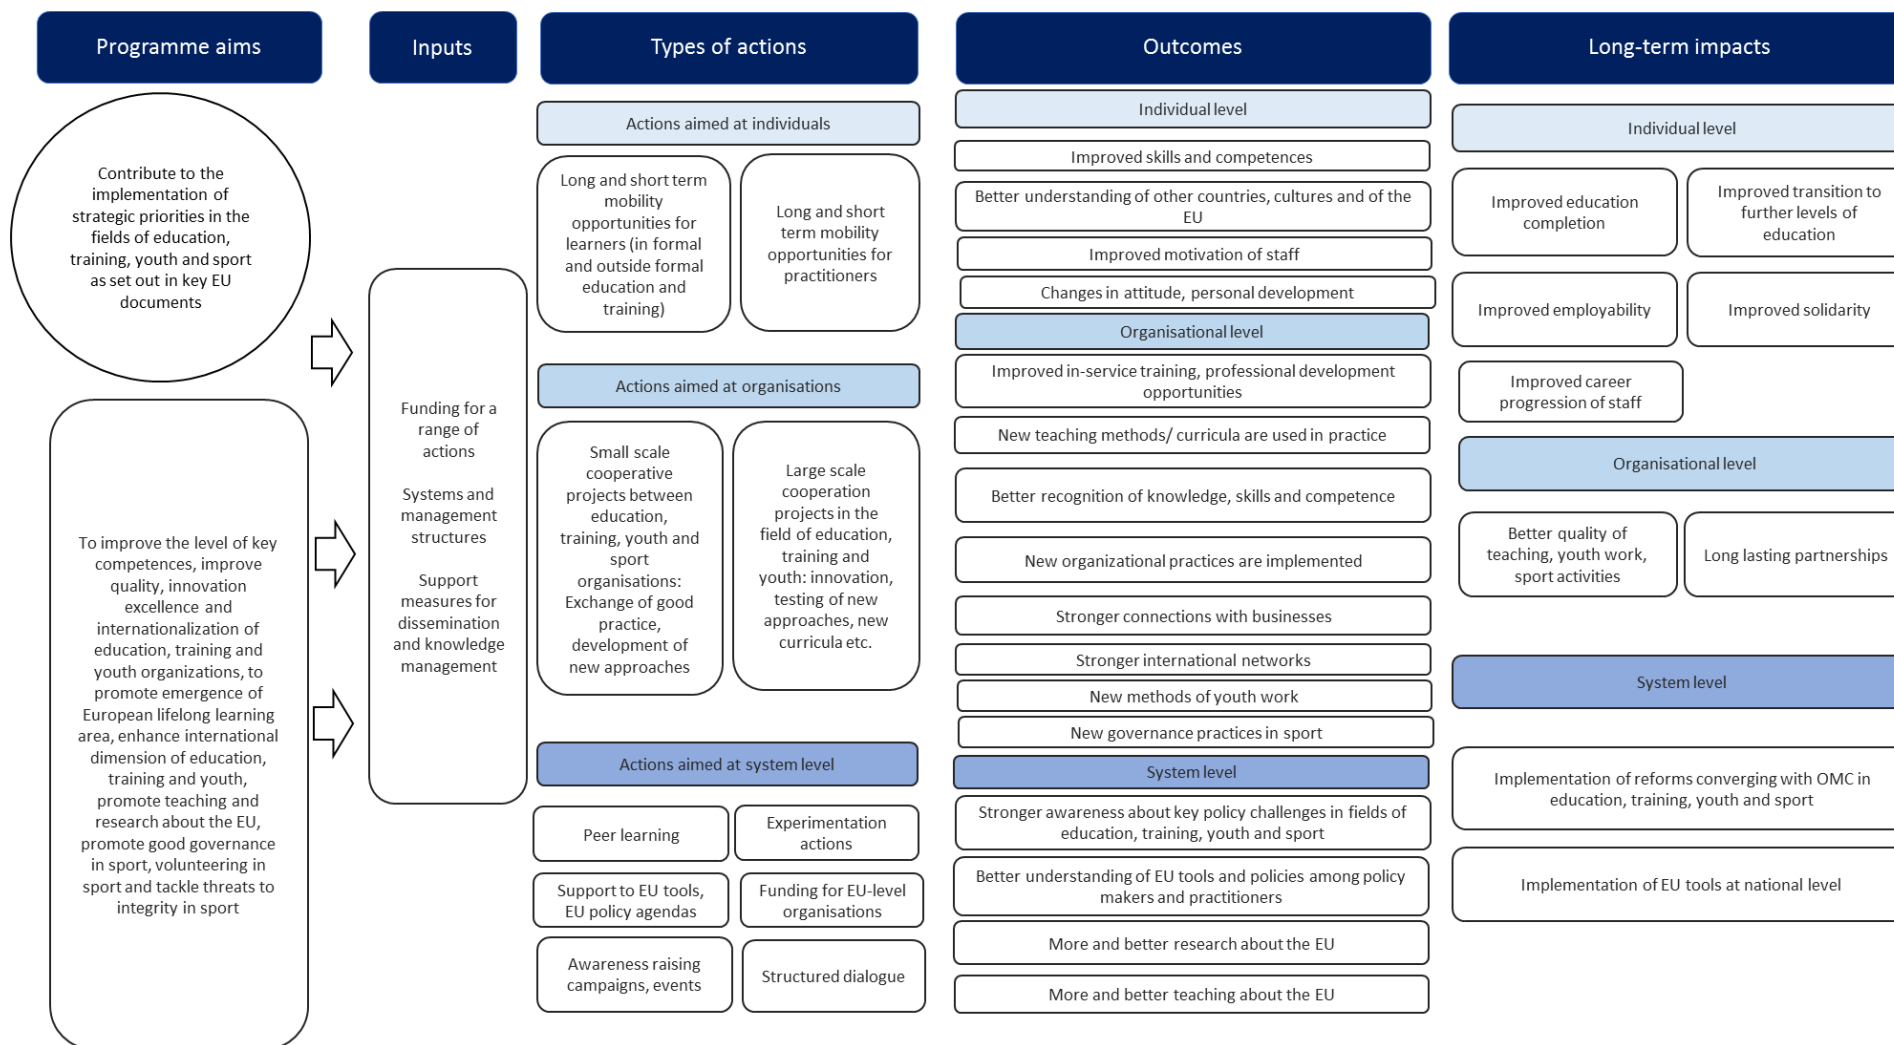 Programme aims
Contribute to the
implementation of
strategic priorities in the
fields of education,
training, youth and sport
as set out in key EU
documents
To improve the level of key
competences, improve
quality, innovation
excellence and
internationalization of
education, training and
youth organizations, to
promote emergence of
European lifelong learning
area, enhance international
dimension of education,
training and youth,
promote teaching and
research about the EU,
promote good governance
in sport, volunteering in
sport and tackle threats to
integrity in sport
Inputs
Funding for a
range of
actions
Systems and
management
structures
Support
measures for
dissemination
and knowledge
management
Types of actions
Actions aimed at individuals
Long and short term
mobility
opportunities for
learners (in formal
and outside formal
education and
training)
Long and short
term mobility
opportunities for
practitioners
Actions aimed at organisations
Small scale
cooperative
projects between
education,
training, youth and
sport
organisations:
Exchange of good
practice,
development of
new approaches
Large scale
cooperation
projects in the
field of education,
training and
youth: innovation,
testing of new
approaches, new
curricula etc.
Actions aimed at system level
Peer learning
Experimentation
actions
Support to EU tools,
EU policy agendas
Funding for EU-level
organisations
Awareness raising
campaigns, events
Structured dialogue
Outcomes
Individual level
Improved skills and competences
Better understanding of other countries, cultures and of the
EU
Improved motivation of staff
Changes in attitude, personal development
Organisational level
Improved in-service training, professional development
opportunities
New teaching methods/ curricula are used in practice
Better recognition of knowledge, skills and competence
New organizational practices are implemented
Stronger connections with businesses
Stronger international networks
New methods of youth work
New governance practices in sport
System level
Stronger awareness about key policy challenges in fields of
education, training, youth and sport
Better understanding of EU tools and policies among policy
makers and practitioners
More and better research about the EU
More and better teaching about the EU
Long-term impacts
Individual level
Improved education
completion
Improved transition to
further levels of
education
Improved employability
Improved solidarity
Improved career
progression of staff
Organisational level
Better quality of
teaching, youth work,
sport activities
Long lasting partnerships
System level
Implementation of reforms converging with OMC in
education, training, youth and sport
Implementation of EU tools at national level